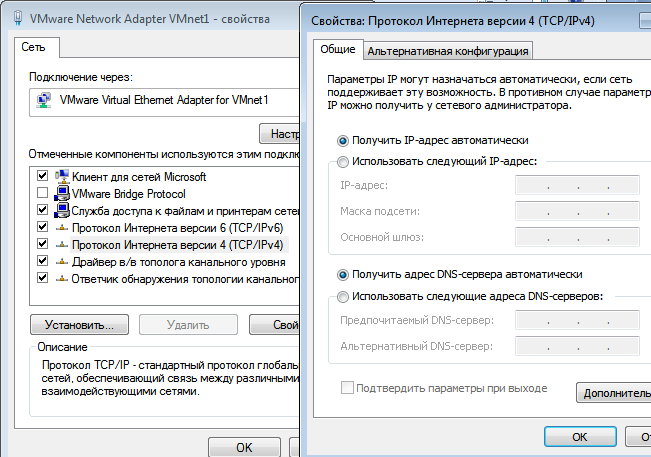 VMware Network Adapter VMnet1 - свойства
Сеть
Подключение через:
VMware Virtual Ethernet Adapter for VMnet1
Настр
Отмеченные компоненты используются этим подклю
Клиент для сетей Microsoft
VMware Bridge Protocol
Служба доступа к файлам и принтерам сете
Протокол Интернета версии 6 (TCP/IPv6)
Протокол Интернета версии 4 (TCP/IPv4)
Драйвер в/в тополога канального уровня
Ответчик обнаружения топологии канально
Установить...
Удалить
Свой
Описание
Протокол TCP/IP - стандартный протокол глобаль
сетей, обеспечивающий связь между различными
взаимодействующими сетями.
OK
Свойства: Протокол Интернета версии 4 (TCP/IPv4)
Общие
Альтернативная конфигурация
Параметры IP могут назначаться автоматически, если сеть
поддерживает эту возможность. В противном случае параметр
IP можно получить у сетевого администратора.
Получить IP-адрес автоматически
Использовать следующий IP-адрес:
IP-адрес:
Маска подсети:
Основной шлюз:
Получить адрес DNS-сервера автоматически
Использовать следующие адреса DNS-серверов:
Предпочитаемый DNS-сервер:
Альтернативный DNS-сервер:
Подтвердить параметры при выходе
Дополнитель
OK
От